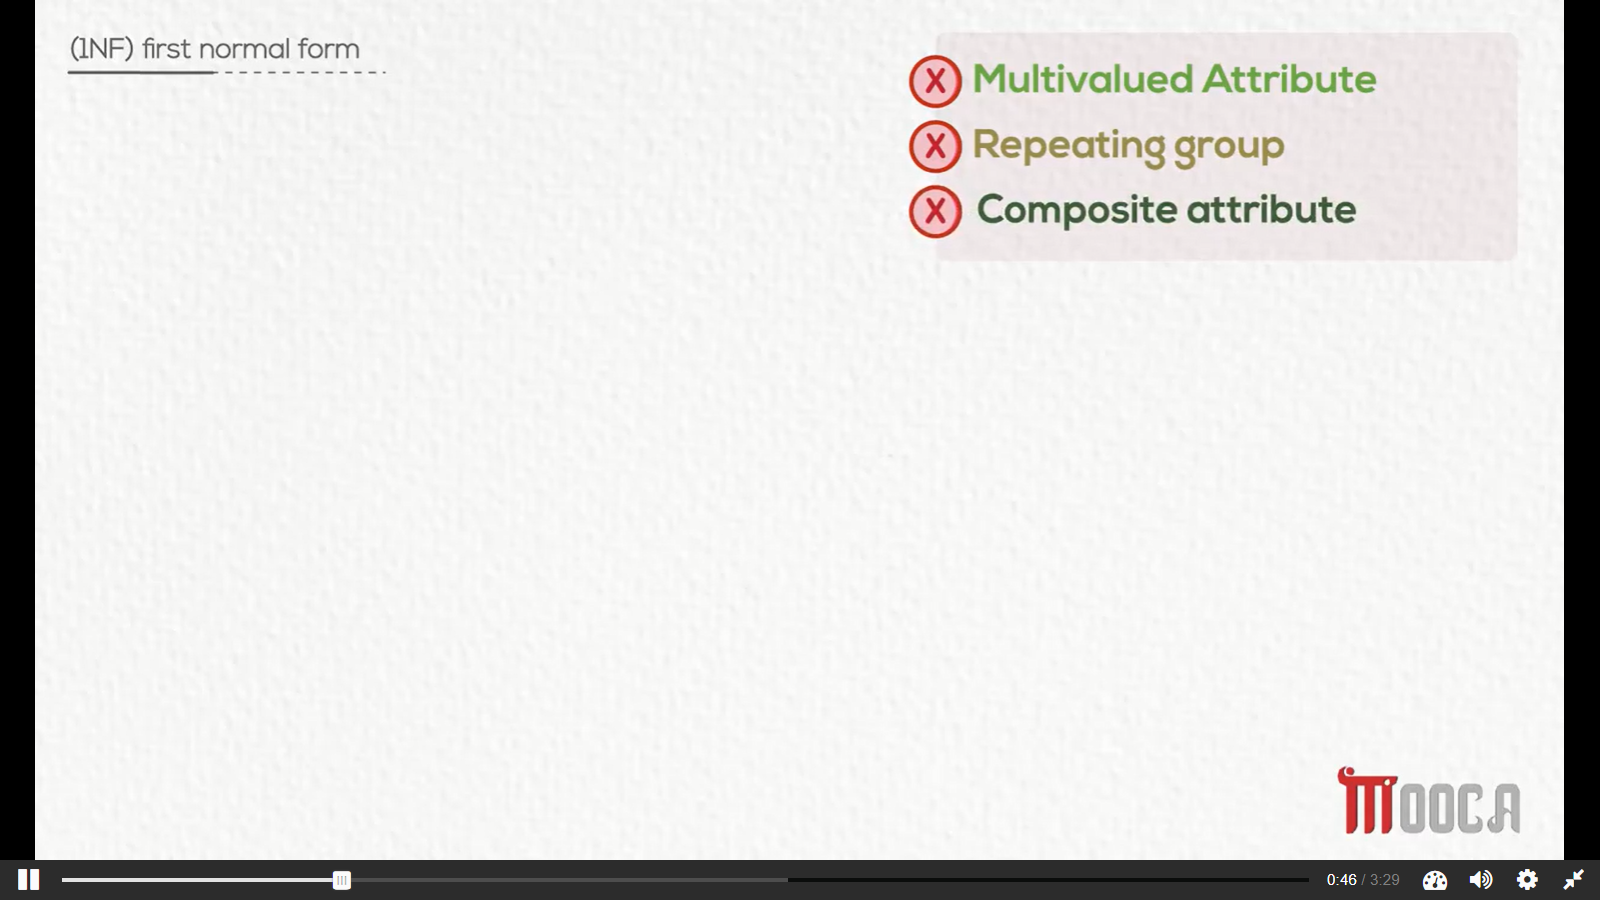 (1NF) first normal form
X Multivalued Attribute
X Repeating group
X Composite attribute
MOOCA
0:46 / 3:29